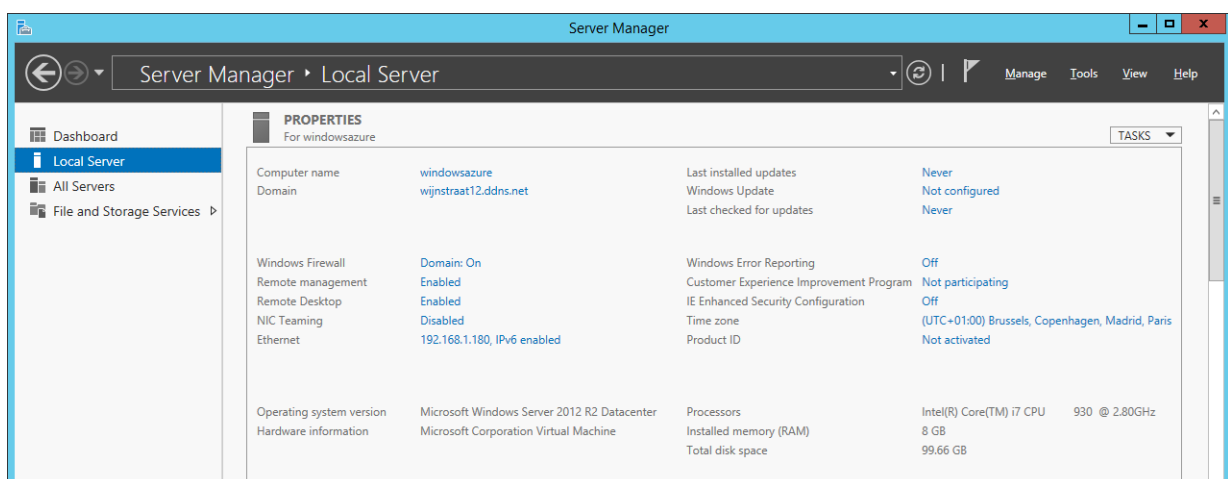 Server Manager
Server Manager ‣ Local Server
Manage Tools View Help
Dashboard
Local Server
All Servers
File and Storage Services
PROPERTIES
For windowsazure
TASKS
Computer name windowsazure Last installed updates Never
Domain wijnstraat12.ddns.net Windows Update Not configured
Last checked for updates Never
Windows Firewall Domain: On Windows Error Reporting Off
Remote management Enabled Customer Experience Improvement Program Not participating
Remote Desktop Enabled IE Enhanced Security Configuration Off
NIC Teaming Disabled Time zone (UTC+01:00) Brussels, Copenhagen, Madrid, Paris
Ethernet 192.168.1.180, IPv6 enabled Product ID Not activated
Operating system version Microsoft Windows Server 2012 R2 Datacenter Processors Intel(R) Core(TM) i7 CPU 930 @ 2.80GHz
Hardware information Microsoft Corporation Virtual Machine Installed memory (RAM) 8 GB
Total disk space 99.66 GB